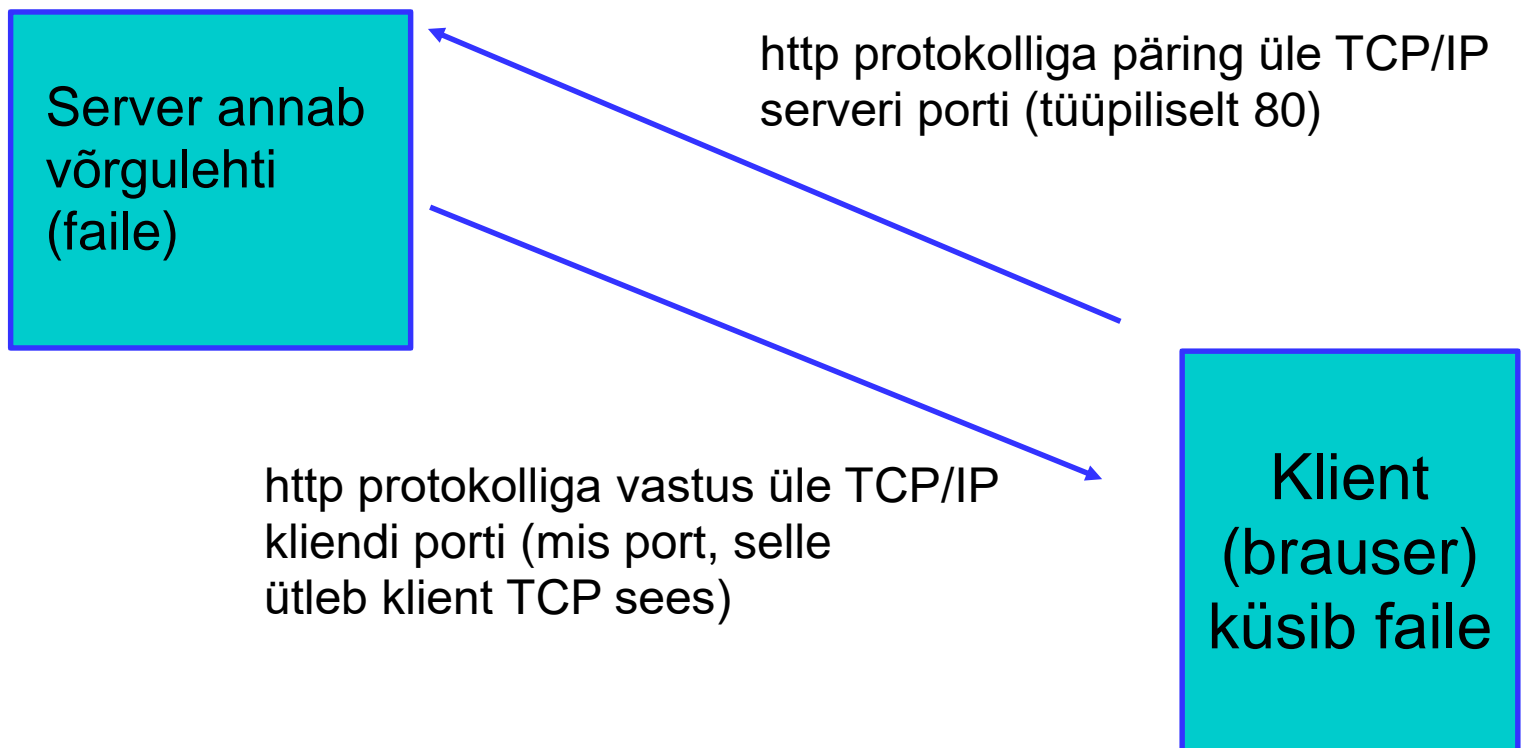 Server annab
võrgulehti
(faile)
http protokolliga päring üle TCP/IP
serveri porti (tüüpiliselt 80)
http protokolliga vastus üle TCP/IP
kliendi porti (mis port, selle
ütleb klient TCP sees)
Klient
(brauser)
küsib faile